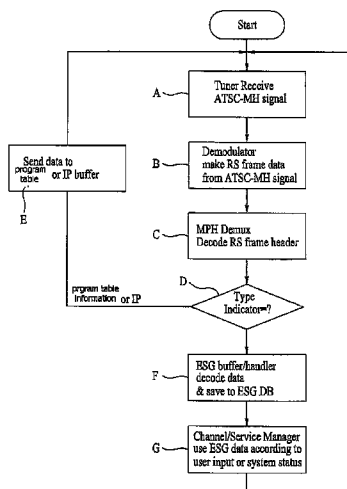 Start
A
Tuner Receive
ATSC-MH signal
B
Demodulator
make RS frame data
from ATSC-MH signal
Send data to
program table or IP buffer
E
C
MPH Demux
Decode RS frame header
D
Type
Indicator=?
prgram table
information or IP
F
ESG buffer/handler
decode data
& save to ESG DB
G
Channel/Service Manager
use ESG data according to
user input or system status